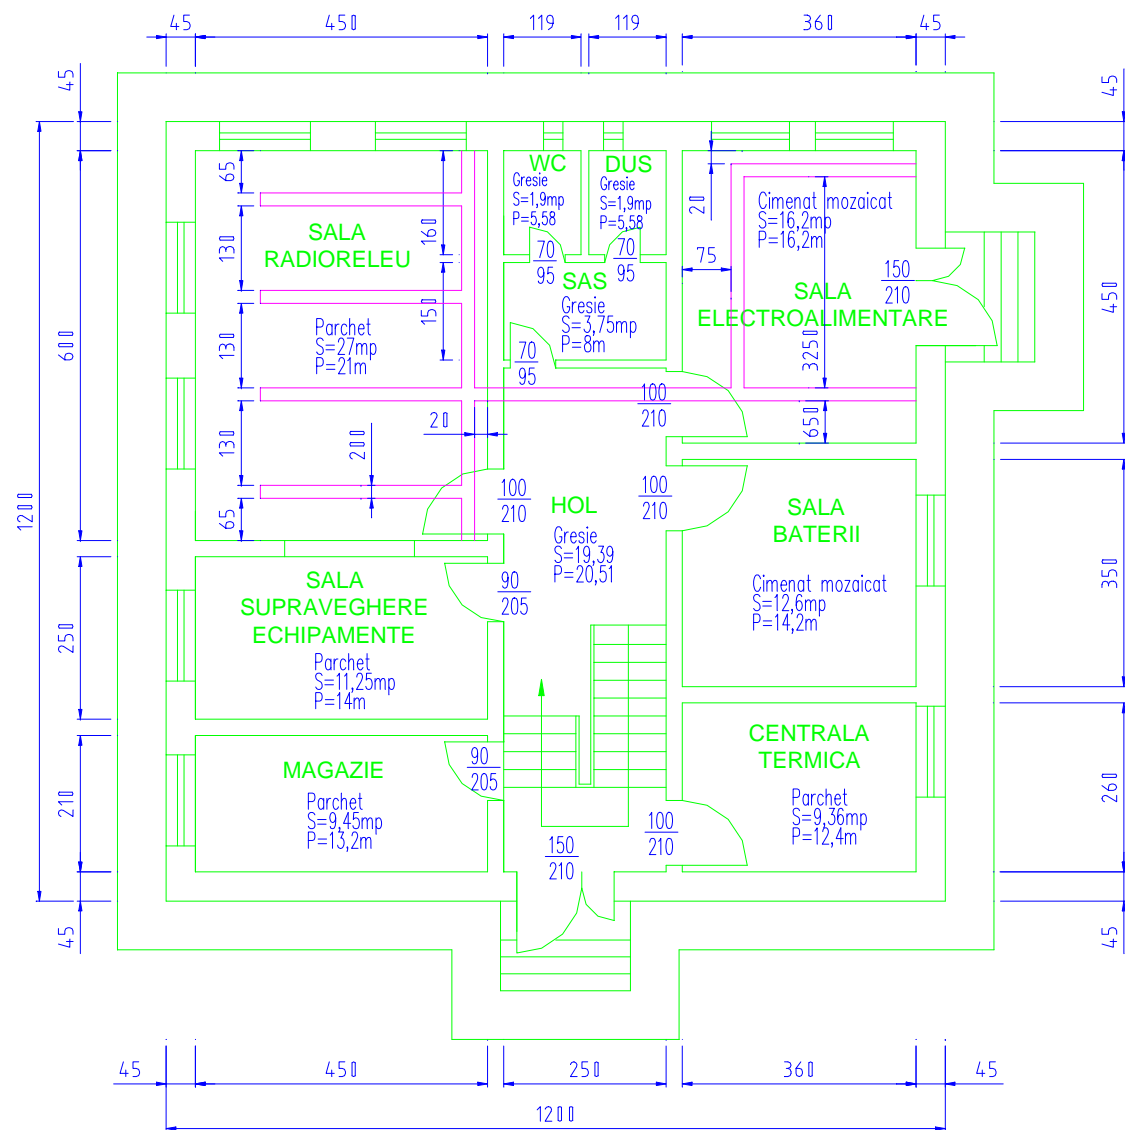 45
450
119
119
360
45
45
45
WC
DUS
Gresie
S=1,9mp
P=5,58
Gresie
S=1,9mp
P=5,58
65
160
20
Cimenat mozaicat
S=16,2mp
P=16,2m
SALA
RADIORELEU
130
70
95
70
95
75
150
210
SAS
Gresie
S=3,75mp
P=8m
SALA
ELECTROALIMENTARE
450
150
Parchet
S=27mp
P=21m
600
130
70
95
3250
100
210
650
20
200
130
65
1200
100
210
100
210
HOL
Gresie
S=19,39
P=20,51
SALA
BATERII
Cimenat mozaicat
S=12,6mp
P=14,2m
350
SALA
SUPRAVEGHERE
ECHIPAMENTE
Parchet
S=11,25mp
P=14m
90
205
250
CENTRALA
TERMICA
Parchet
S=9,36mp
P=12,4m
260
MAGAZIE
Parchet
S=9,45mp
P=13,2m
90
205
210
100
210
150
210
45
45
45
450
250
360
45
1200